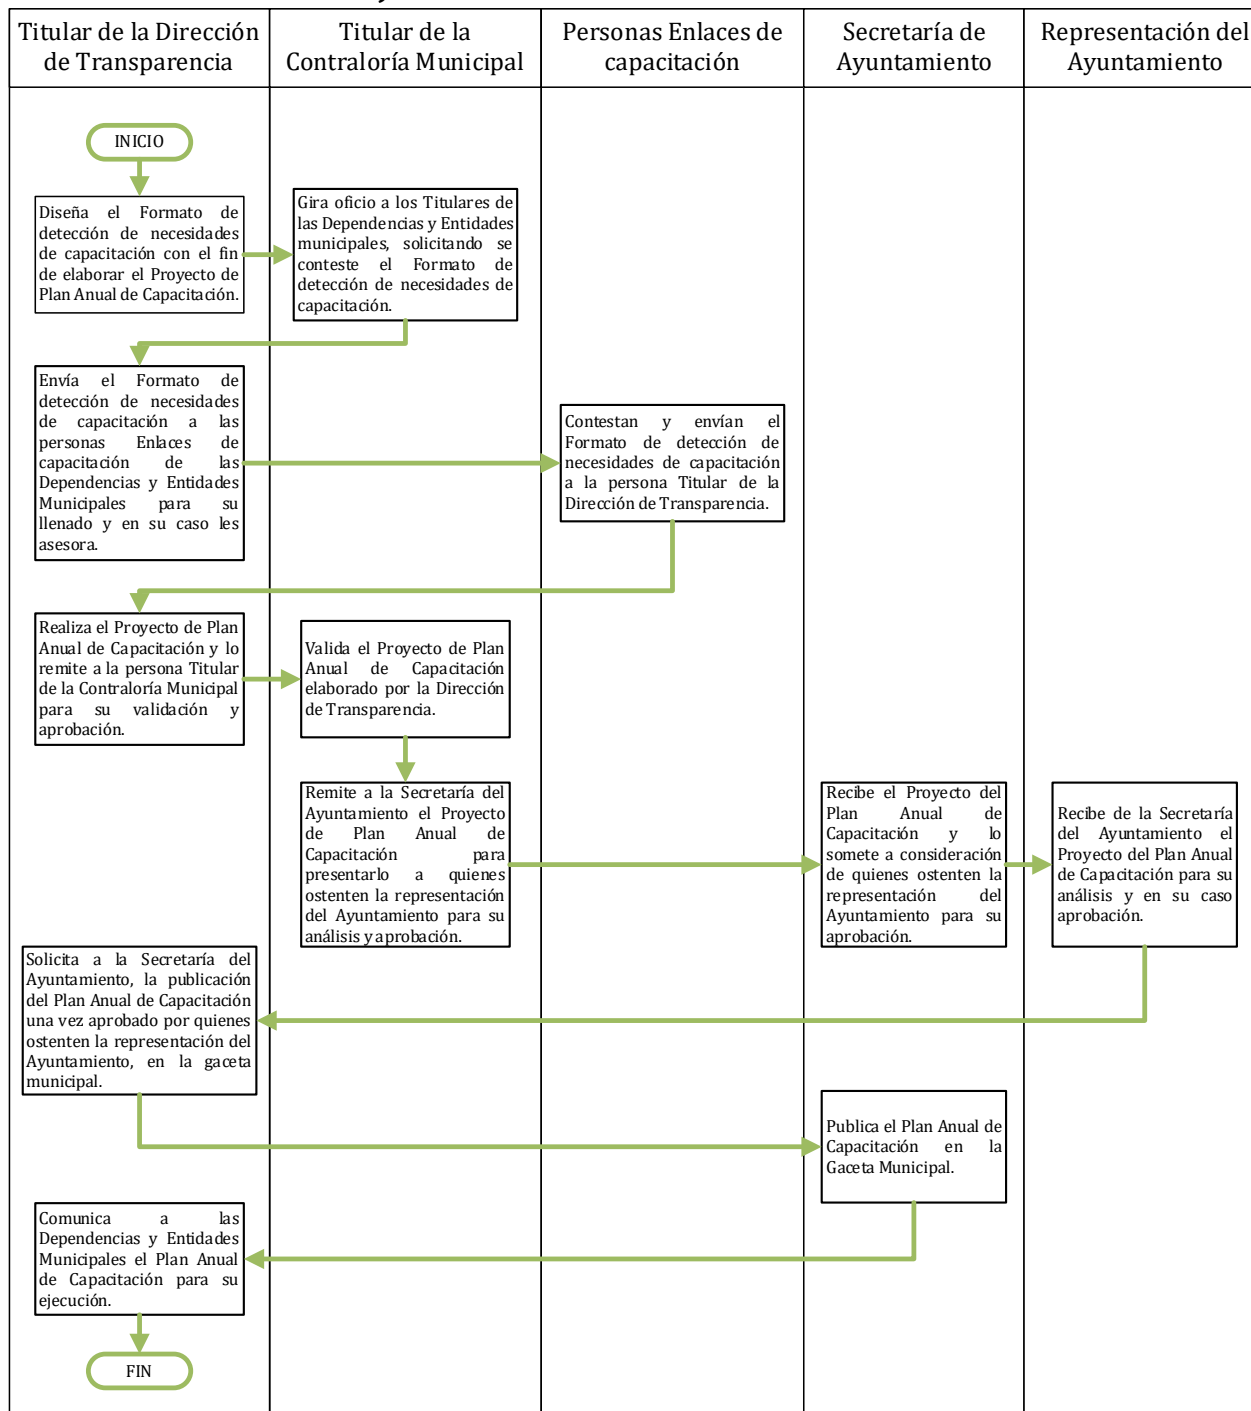 Titular de la Dirección
de Transparencia
Titular de la
Contraloría Municipal
Personas Enlaces de
capacitación
Secretaría de
Ayuntamiento
Representación del
Ayuntamiento
INICIO
Diseña el Formato de
detección de necesidades
de capacitación con el fin
de elaborar el Proyecto de
Plan Anual de Capacitación.
Gira oficio a los Titulares de
las Dependencias y Entidades
municipales, solicitando se
conteste el Formato de
detección de necesidades de
capacitación.
Envía el Formato de
detección de necesidades
de capacitación a las
personas Enlaces de
capacitación de las
Dependencias y Entidades
Municipales para su
llenado y en su caso les
asesora.
Contestan y envían el
Formato de detección de
necesidades de capacitación
a la persona Titular de la
Dirección de Transparencia.
Realiza el Proyecto de Plan
Anual de Capacitación y lo
remite a la persona Titular
de la Contraloría Municipal
para su validación y
aprobación.
Valida el Proyecto de Plan
Anual de Capacitación
elaborado por la Dirección
de Transparencia.
Remite a la Secretaría del
Ayuntamiento el Proyecto
de Plan Anual de
Capacitación para
presentarlo a quienes
ostenten la representación
del Ayuntamiento para su
análisis y aprobación.
Recibe el Proyecto del
Plan Anual de
Capacitación y lo
somete a consideración
de quienes ostenten la
representación del
Ayuntamiento para su
aprobación.
Recibe de la Secretaría
del Ayuntamiento el
Proyecto del Plan Anual
de Capacitación para su
análisis y en su caso
aprobación.
Solicita a la Secretaría del
Ayuntamiento, la publicación
del Plan Anual de Capacitación
una vez aprobado por quienes
ostenten la representación del
Ayuntamiento, en la gaceta
municipal.
Publica el Plan Anual de
Capacitación en la
Gaceta Municipal.
Comunica a las
Dependencias y Entidades
Municipales el Plan Anual
de Capacitación para su
ejecución.
FIN